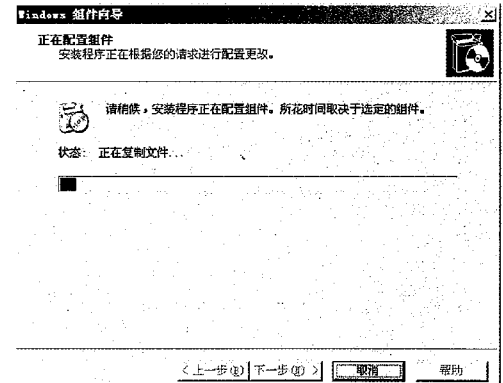 Windows 组件向导
正在配置组件
安装程序正在根据您的请求进行配置更改。
请稍候，安装程序正在配置组件。所花时间取决于选定的组件。
状态: 正在复制文件...
< 上一步(B) 下一步(N) > 取消 帮助